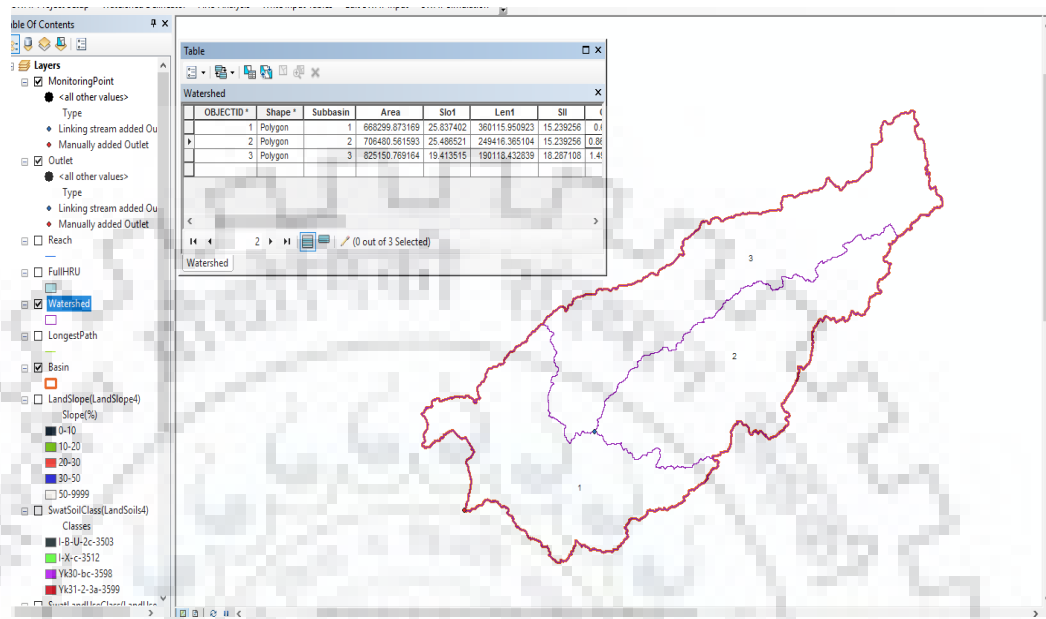 Table Of Contents
Layers
MonitoringPoint
<all other values>
Type
Linking stream added Ou
Manually added Outlet
Outlet
<all other values>
Type
Linking stream added Ou
Manually added Outlet
Reach
FullHRU
Watershed
LongestPath
Basin
LandSlope(LandSlope4)
Slope(%)
0-10
10-20
20-30
30-50
50-9999
SwatSoilClass(LandSoils4)
Classes
I-B-U-2c-3503
I-X-c-3512
Yk30-bc-3598
Yk31-2-3a-3599
Table
Watershed
OBJECTID * Shape * Subbasin Area Slo1 Len1 Sll
1 Polygon 1 668299.873169 25.837402 360115.950923 15.239256
2 Polygon 2 706480.561593 25.486521 249416.365104 15.239256 0.86
3 Polygon 3 825150.769164 19.413515 190118.432839 18.287108
2 (0 out of 3 Selected)
Watershed
3
2
1